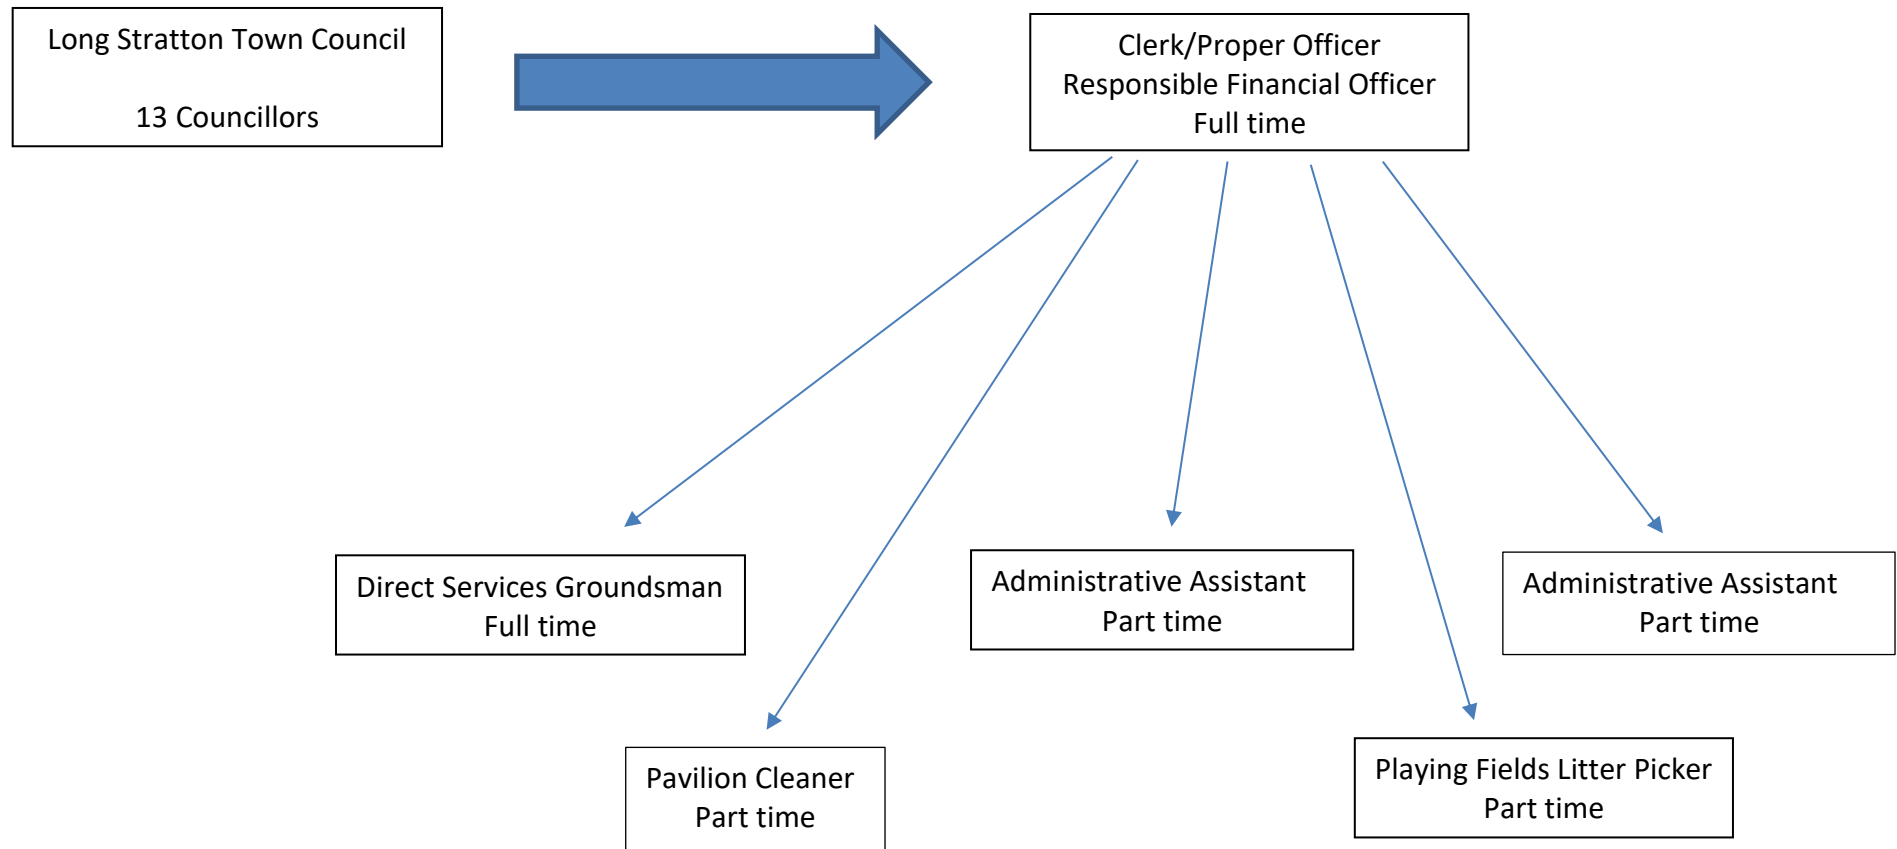 Long Stratton Town Council
13 Councillors
Clerk/Proper Officer
Responsible Financial Officer
Full time
Direct Services Groundsman
Full time
Administrative Assistant
Part time
Administrative Assistant
Part time
Pavilion Cleaner
Part time
Playing Fields Litter Picker
Part time